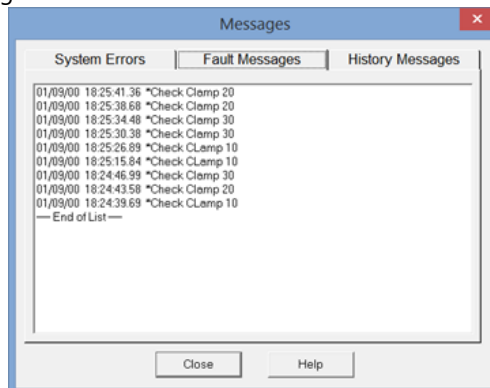 Messages
System Errors
Fault Messages
History Messages
01/09/00 18:25:41.36 *Check Clamp 20
01/09/00 18:25:38.68 *Check Clamp 20
01/09/00 18:25:34.48 *Check Clamp 30
01/09/00 18:25:30.38 *Check Clamp 30
01/09/00 18:25:26.89 *Check CLamp 10
01/09/00 18:25:15.84 *Check CLamp 10
01/09/00 18:24:46.99 *Check Clamp 30
01/09/00 18:24:43.58 *Check Clamp 20
01/09/00 18:24:39.69 *Check CLamp 10
── End of List ──
Close
Help